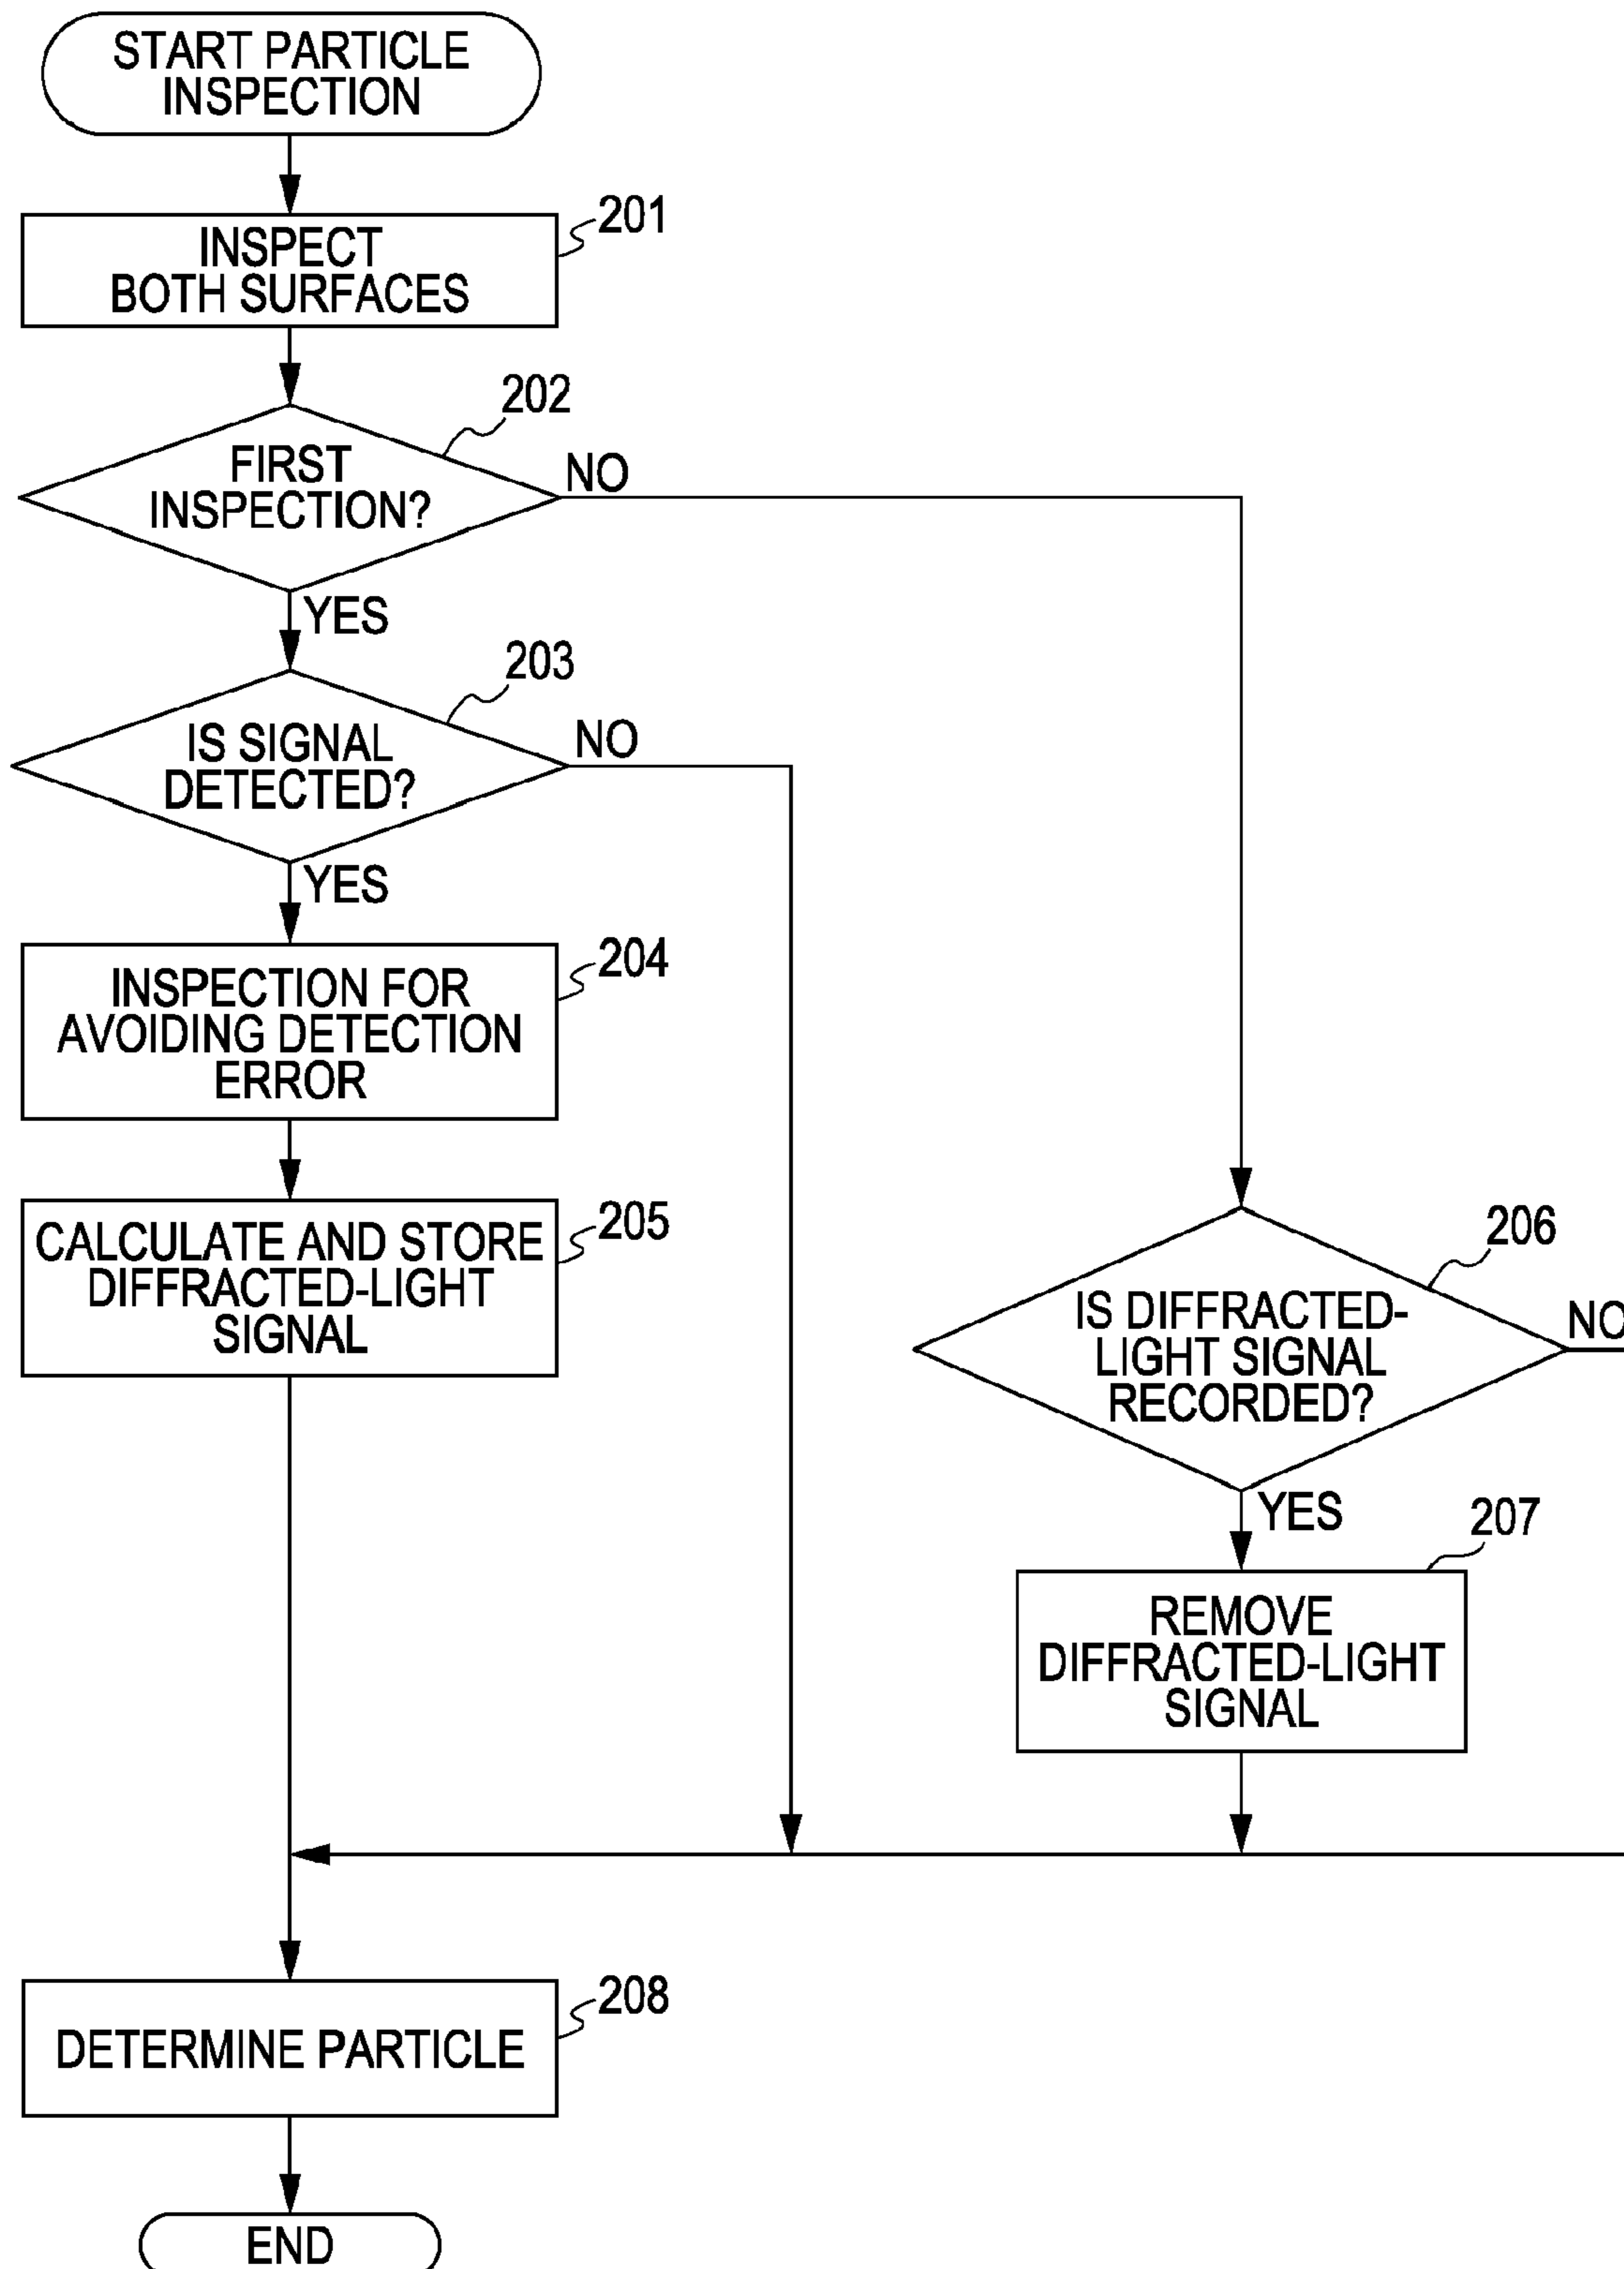 START PARTICLE
INSPECTION
201
INSPECT
BOTH SURFACES
202
FIRST
INSPECTION?
NO
YES
203
IS SIGNAL
DETECTED?
NO
YES
204
INSPECTION FOR
AVOIDING DETECTION
ERROR
205
CALCULATE AND STORE
DIFFRACTED-LIGHT
SIGNAL
206
IS DIFFRACTED-
LIGHT SIGNAL
RECORDED?
NO
YES
207
REMOVE
DIFFRACTED-LIGHT
SIGNAL
208
DETERMINE PARTICLE
END